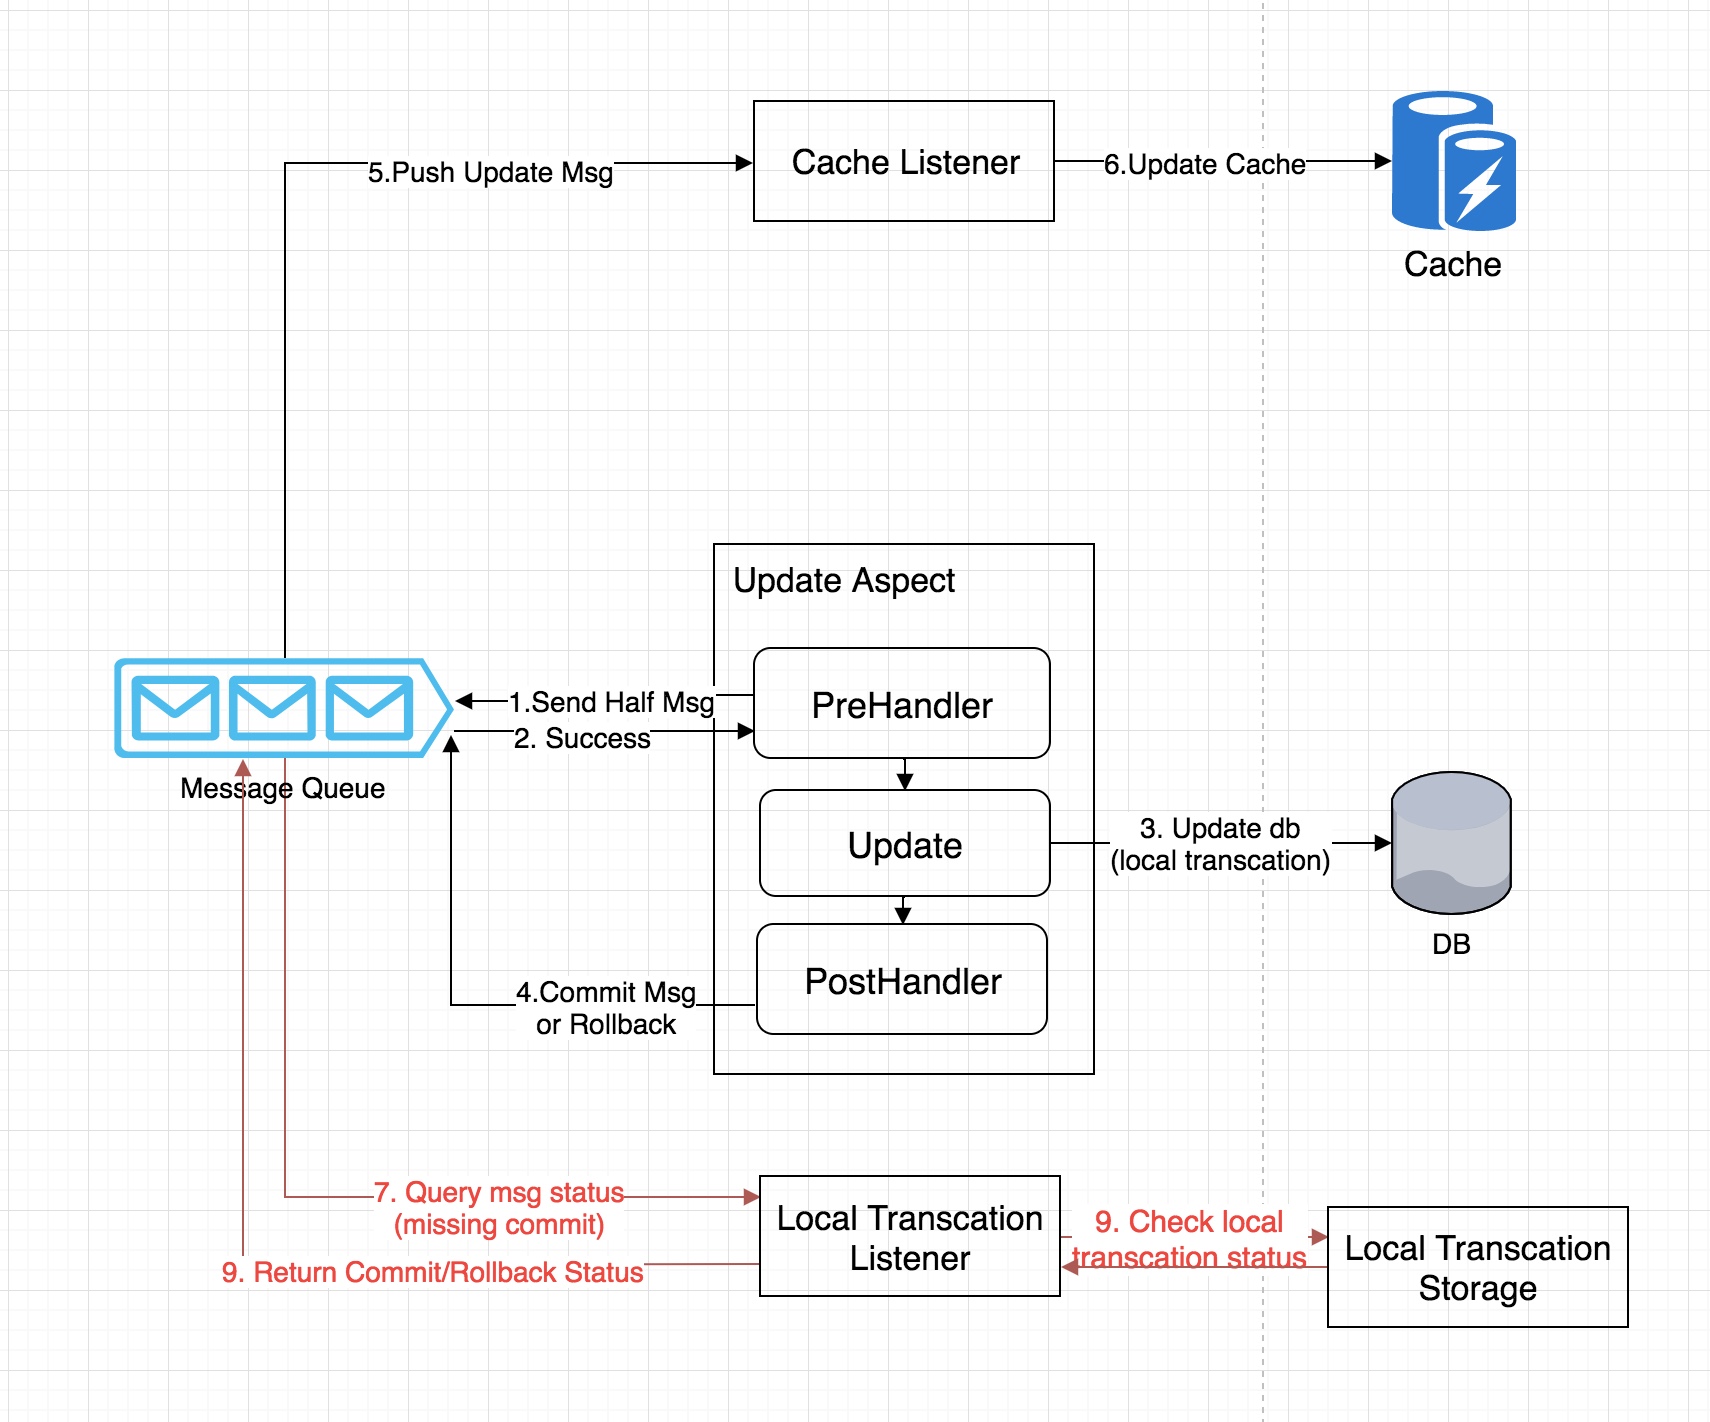 5.Push Update Msg
Cache Listener
6.Update Cache
Cache
Update Aspect
1.Send Half Msg
2. Success
PreHandler
Message Queue
Update
3. Update db
(local transcation)
DB
PostHandler
4.Commit Msg
or Rollback
7. Query msg status
(missing commit)
9. Return Commit/Rollback Status
Local Transcation
Listener
9. Check local
transcation status
Local Transcation
Storage